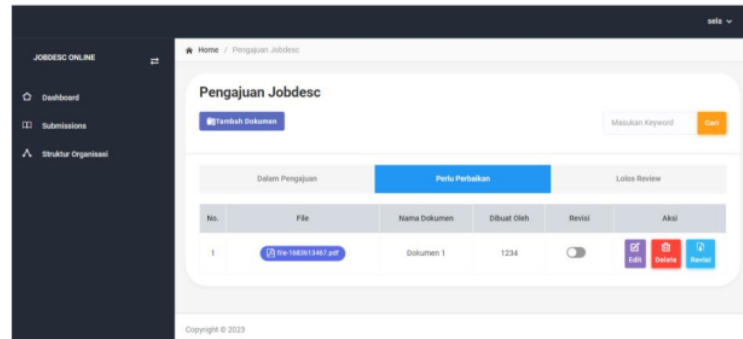 sela
JOBDESC ONLINE
Home / Pengajuan Jobdesc
Dashboard
Submissions
Struktur Organisasi
Pengajuan Jobdesc
Tambah Dokumen
Masukan Keyword
Cari
Dalam Pengajuan
Perlu Perbaikan
Lolos Review
No. File Nama Dokumen Dibuat Oleh Revisi Aksi
1 file-1683613467.pdf Dokumen 1 1234 Edit Delete Revisi
Copyright © 2023